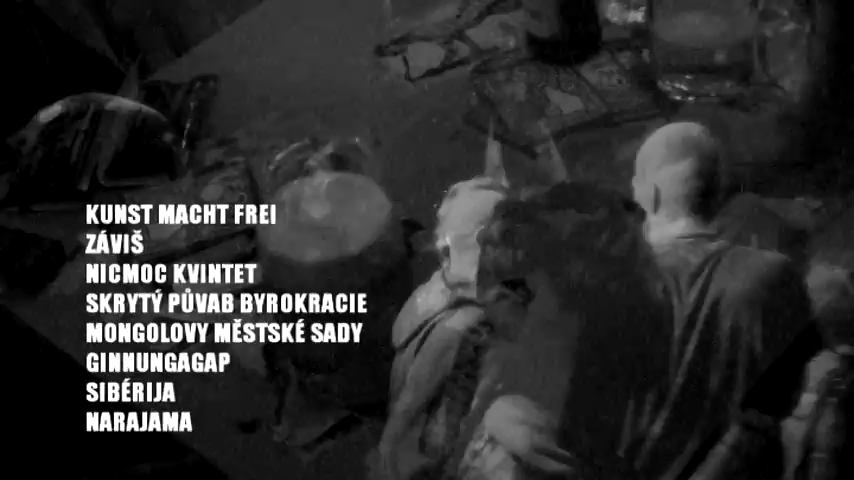 KUNST MACHT FREI
ZÁVIŠ
NICMOC KVINTET
SKRYTÝ PŮVAB BYROKRACIE
MONGOLOVY MĚSTSKÉ SADY
GINNUNGAGAP
SIBÉRIJA
NARAJAMA